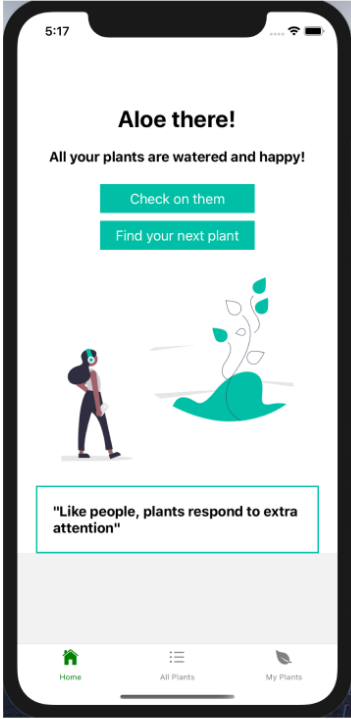 5:17
Aloe there!
All your plants are watered and happy!
Check on them
Find your next plant
"Like people, plants respond to extra
attention"
Home
All Plants
My Plants